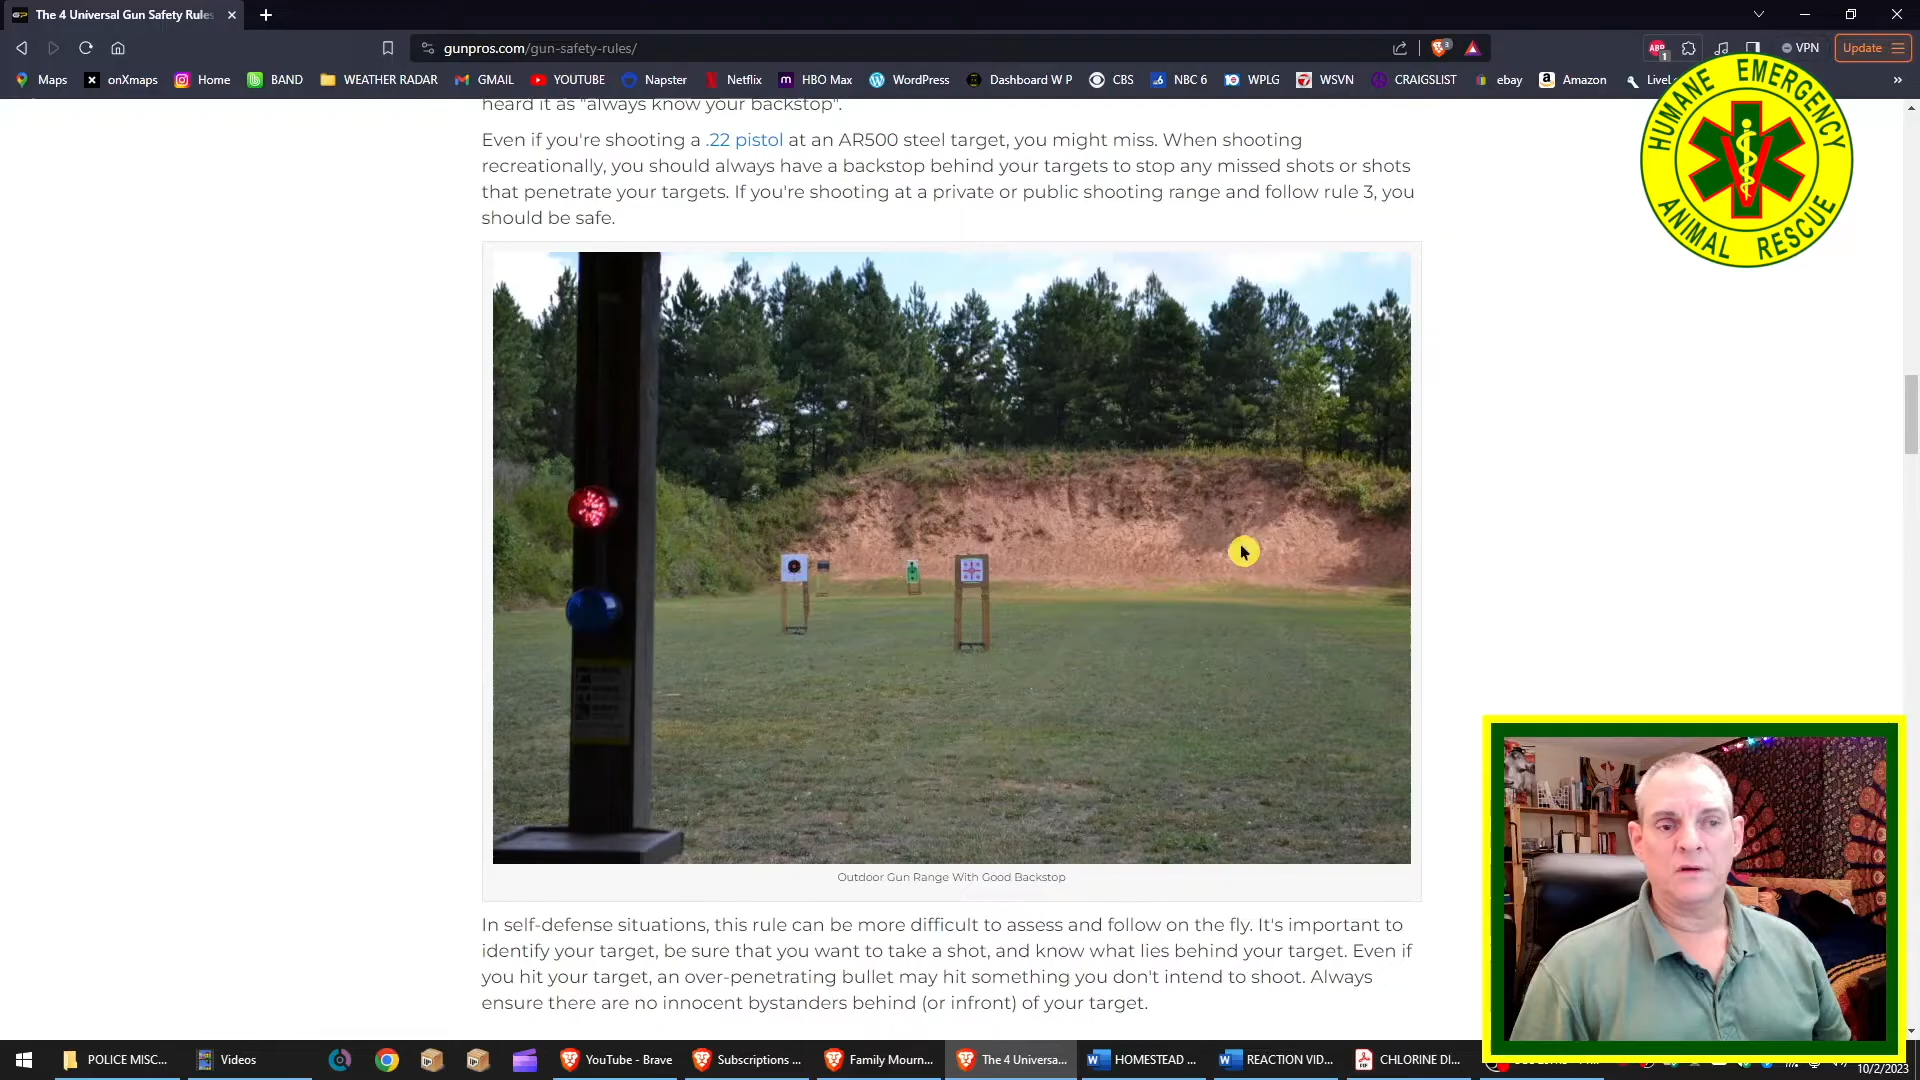 The 4 Universal Gun Safety Rules
gunpros.com/gun-safety-rules/
3
ABP
1
VPN
Update
Maps
onXmaps
Home
BAND
WEATHER RADAR
GMAIL
YOUTUBE
Napster
Netflix
HBO Max
WordPress
Dashboard W P
CBS
NBC 6
WPLG
WSVN
CRAIGSLIST
ebay
Amazon
HUMANE EMERGENCY
ANIMAL RESCUE
heard it as "always know your backstop".
Even if you're shooting a .22 pistol at an AR500 steel target, you might miss. When shooting
recreationally, you should always have a backstop behind your targets to stop any missed shots or shots
that penetrate your targets. If you're shooting at a private or public shooting range and follow rule 3, you
should be safe.
Outdoor Gun Range With Good Backstop
In self-defense situations, this rule can be more difficult to assess and follow on the fly. It's important to
identify your target, be sure that you want to take a shot, and know what lies behind your target. Even if
you hit your target, an over-penetrating bullet may hit something you don't intend to shoot. Always
ensure there are no innocent bystanders behind (or infront) of your target.
POLICE MISC...
Videos
YouTube - Brave
Subscriptions ...
Family Mourn...
The 4 Universa...
HOMESTEAD ...
REACTION VID...
CHLORINE DI...
10/2/2023